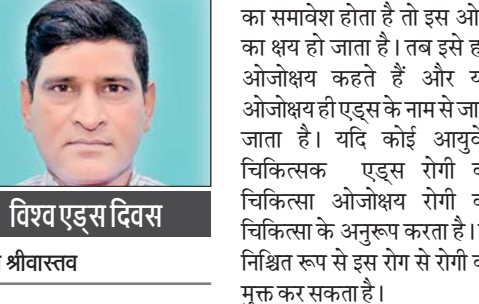 विश्व एड्स दिवस
श्रीवास्तव
का समावेश होता है तो इस
का क्षय हो जाता है। तब इसे
ओजोक्षय कहते हैं और
ओजोक्षय ही एड्स के नाम से
जाता है। यदि कोई
चिकित्सक एड्स रोगी
चिकित्सा ओजोक्षय रोगी
चिकित्सा के अनुरूप करता है।
निश्चित रूप से इस रोग से रोगी
मुक्त कर सकता है।